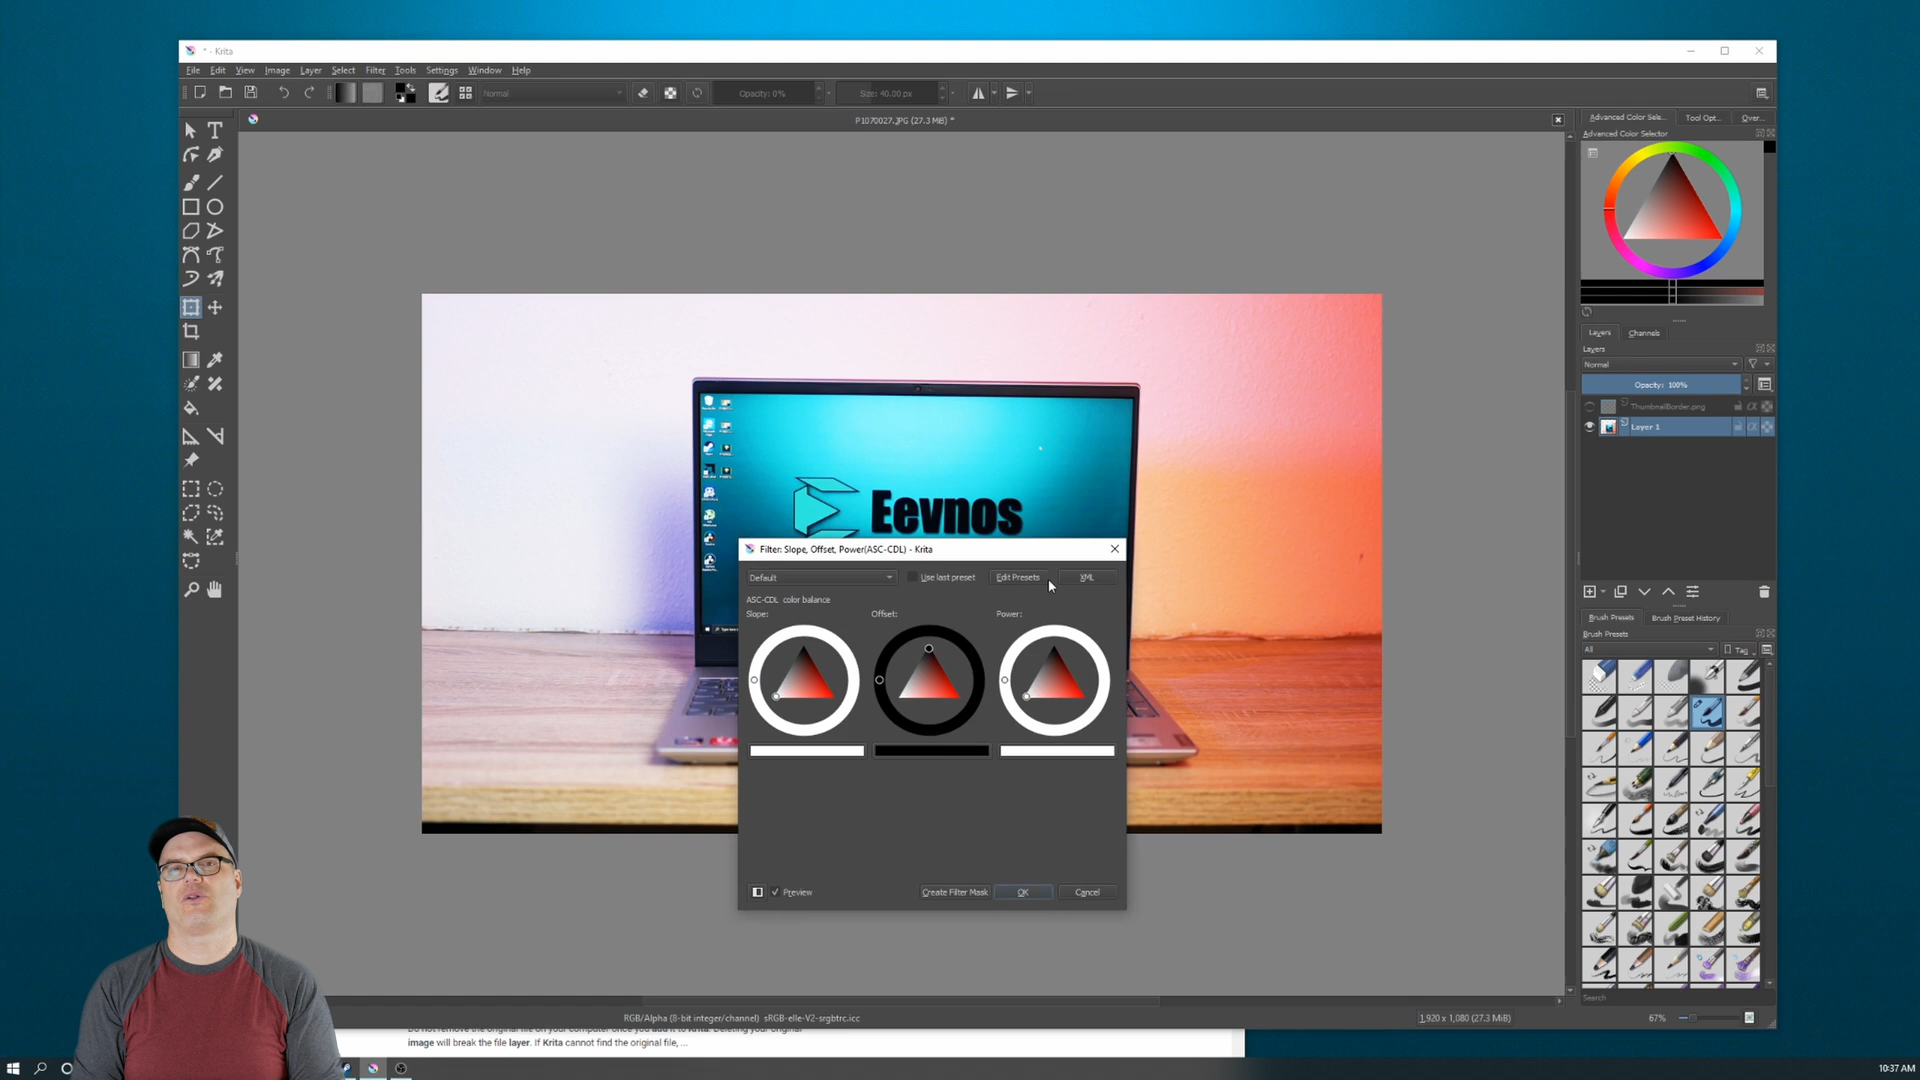 * - Krita
File Edit View Image Layer Select Filter Tools Settings Window Help
Normal
Opacity: 0%
Size: 40.00 px
P1070027.JPG (27.3 MiB) *
Advanced Color Sele...
Tool Opt...
Over...
Advanced Color Selector
Layers
Channels
Layers
Normal
Opacity: 100%
ThumbnailBorder.png
Layer 1
Eevnos
Filter: Slope, Offset, Power(ASC-CDL) - Krita
Default
Use last preset
Edit Presets
XML
ASC-CDL color balance
Slope:
Offset:
Power:
Preview
Create Filter Mask
OK
Cancel
Brush Presets
Brush Preset History
Brush Presets
All
Tag
Search
RGB/Alpha (8-bit integer/channel) sRGB-elle-V2-srgbtrc.icc
1,920 x 1,080 (27.3 MiB)
67%
Do not remove the original file on your computer once you add it to Krita. Deleting your original
image will break the file layer. If Krita cannot find the original file, ...
10:37 AM